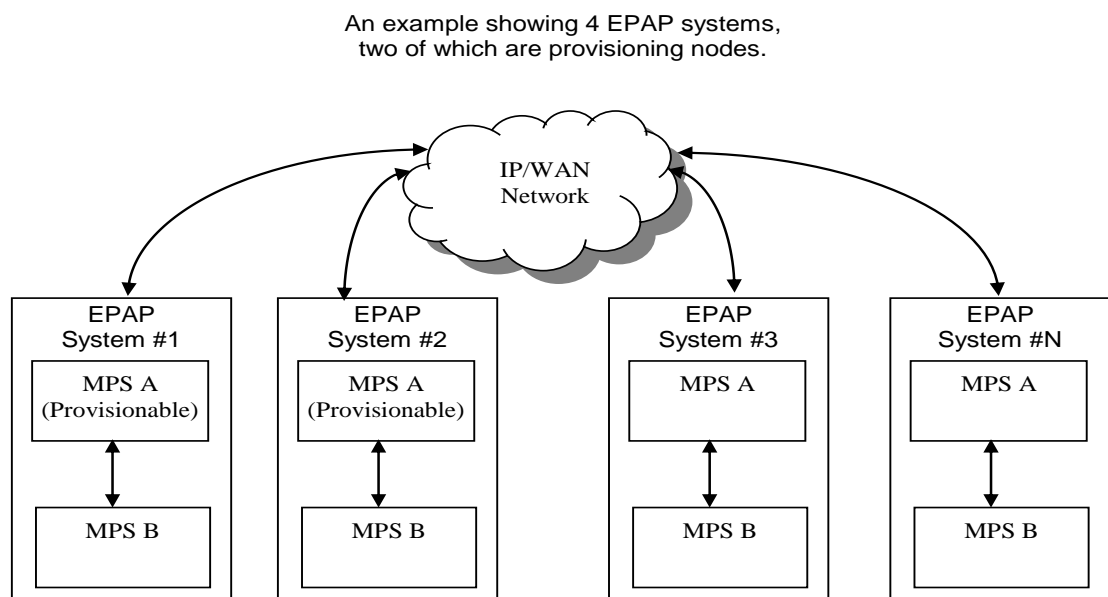 An example showing 4 EPAP systems,
two of which are provisioning nodes.
IP/WAN
Network
EPAP
System #1
MPS A
(Provisionable)
MPS B
EPAP
System #2
MPS A
(Provisionable)
MPS B
EPAP
System #3
MPS A
MPS B
EPAP
System #N
MPS A
MPS B